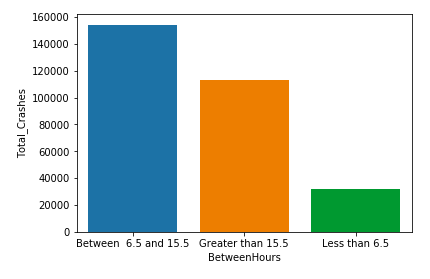 160000
140000
120000
100000
80000
60000
40000
20000
0
Total_Crashes
Between  6.5 and 15.5
Greater than 15.5
Less than 6.5
BetweenHours